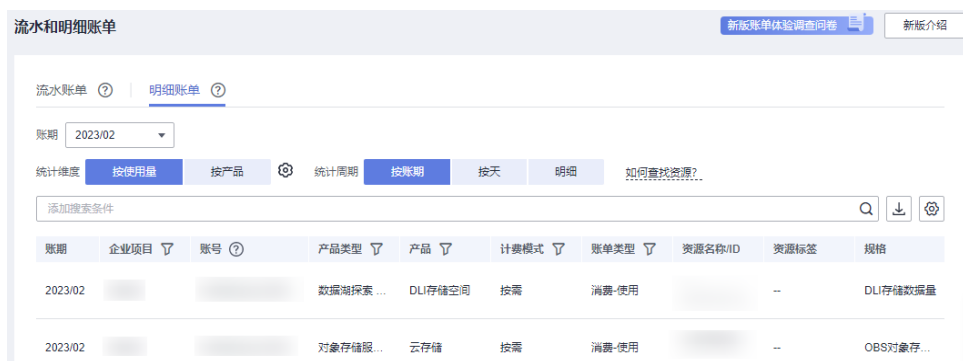 流水和明细账单 新版账单体验调查问卷 新版介绍
流水账单 ? 明细账单 ?
账期 2023/02
统计维度 按使用量 按产品 统计周期 按账期 按天 明细 如何查找资源?
添加搜索条件
账期 企业项目 账号 ? 产品类型 产品 计费模式 账单类型 资源名称/ID 资源标签 规格
2023/02 数据湖探索 ... DLI存储空间 按需 消费-使用 -- DLI存储数据量
2023/02 对象存储服... 云存储 按需 消费-使用 -- OBS对象存...